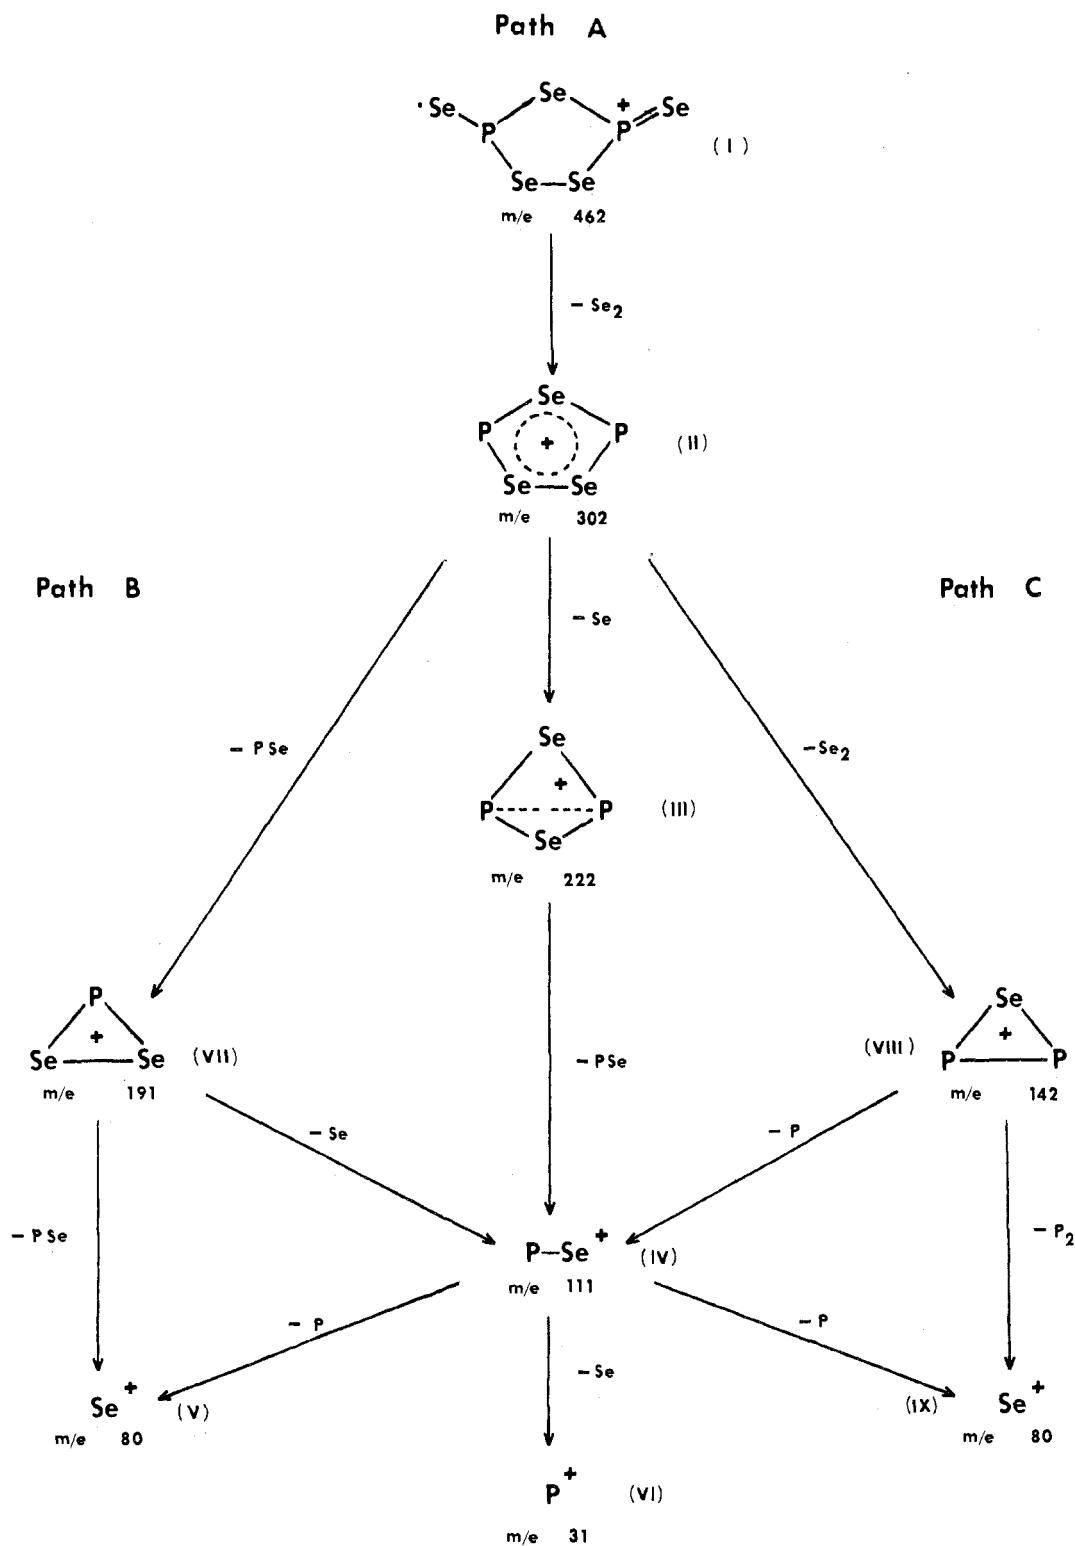 Path A
Se
·Se
P
+
P
Se
(I)
Se
Se
m/e 462
− Se2
Se
P
+
P
(II)
Se
Se
m/e 302
Path B
Path C
− Se
− PSe
−Se2
Se
+
P
P
(III)
Se
m/e 222
P
+
Se
Se
(VII)
m/e 191
Se
+
(VIII)
P
P
m/e 142
− PSe
− Se
− P
− PSe
− P2
P−Se +
(IV)
m/e 111
− P
− P
− Se
Se +
(V)
m/e 80
(IX)
Se +
m/e 80
P +
(VI)
m/e 31